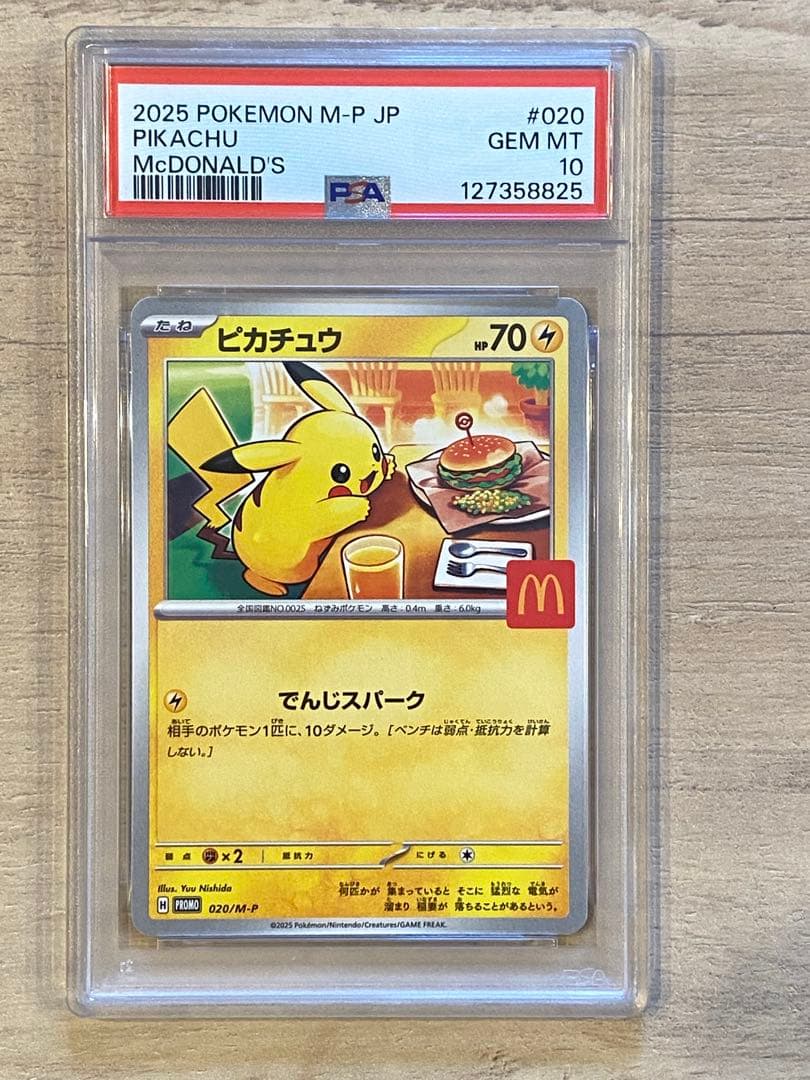 2025 POKEMON M-P JP #020
PIKACHU GEM MT
McDONALD'S 10
PSA 127358825
たね ピカチュウ HP 70
全国図鑑NO.0025 ねずみポケモン 高さ:0.4m 重さ:6.0kg
でんじスパーク
相手のポケモン1匹に、10ダメージ。[ベンチは弱点・抵抗力を計算
しない。]
弱点 ×2 抵抗力 にげる
Illus. Yuu Nishida
何匹かが 集まっていると そこに 猛烈な 電気が
溜まり 稲妻が 落ちることがあるという。
H PROMO 020/M-P
©2025 Pokémon/Nintendo/Creatures/GAME FREAK.
PSA